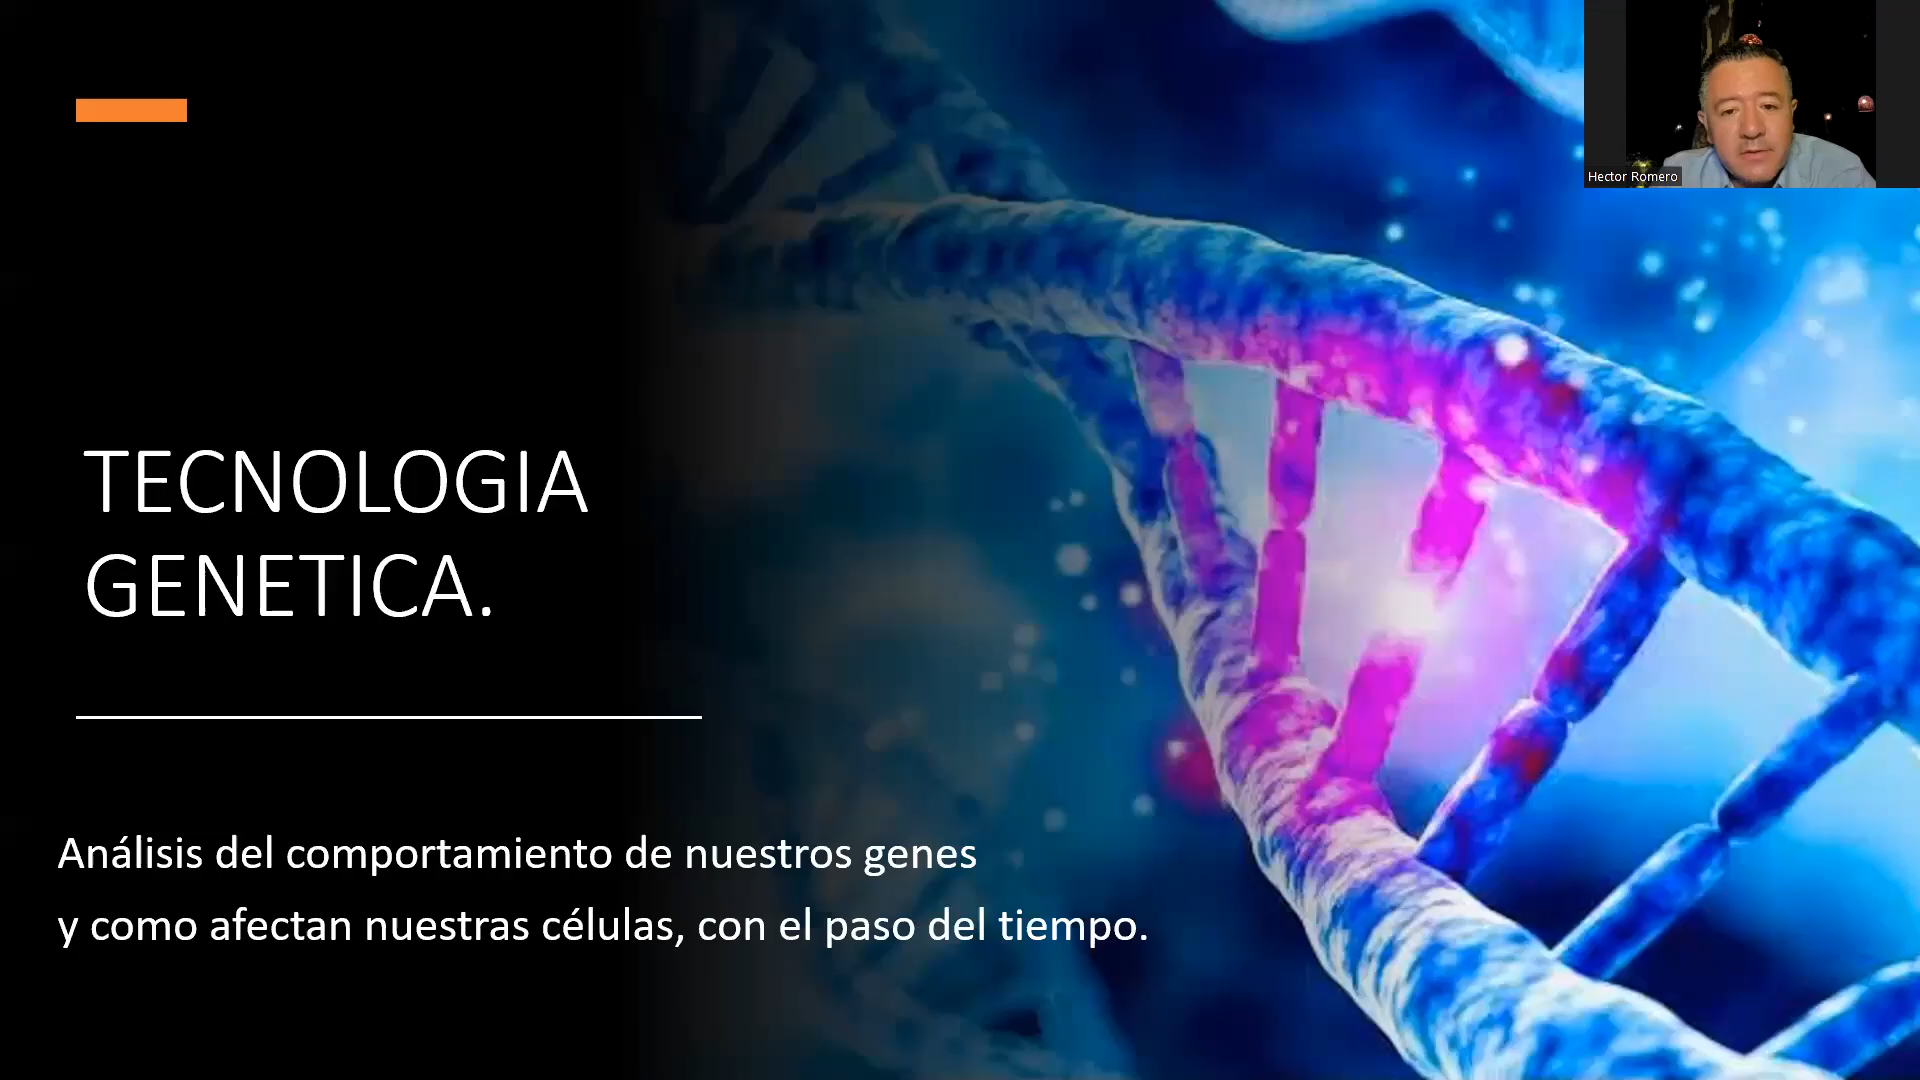 Hector Romero
TECNOLOGIA
GENETICA.
Análisis del comportamiento de nuestros genes
y como afectan nuestras células, con el paso del tiempo.